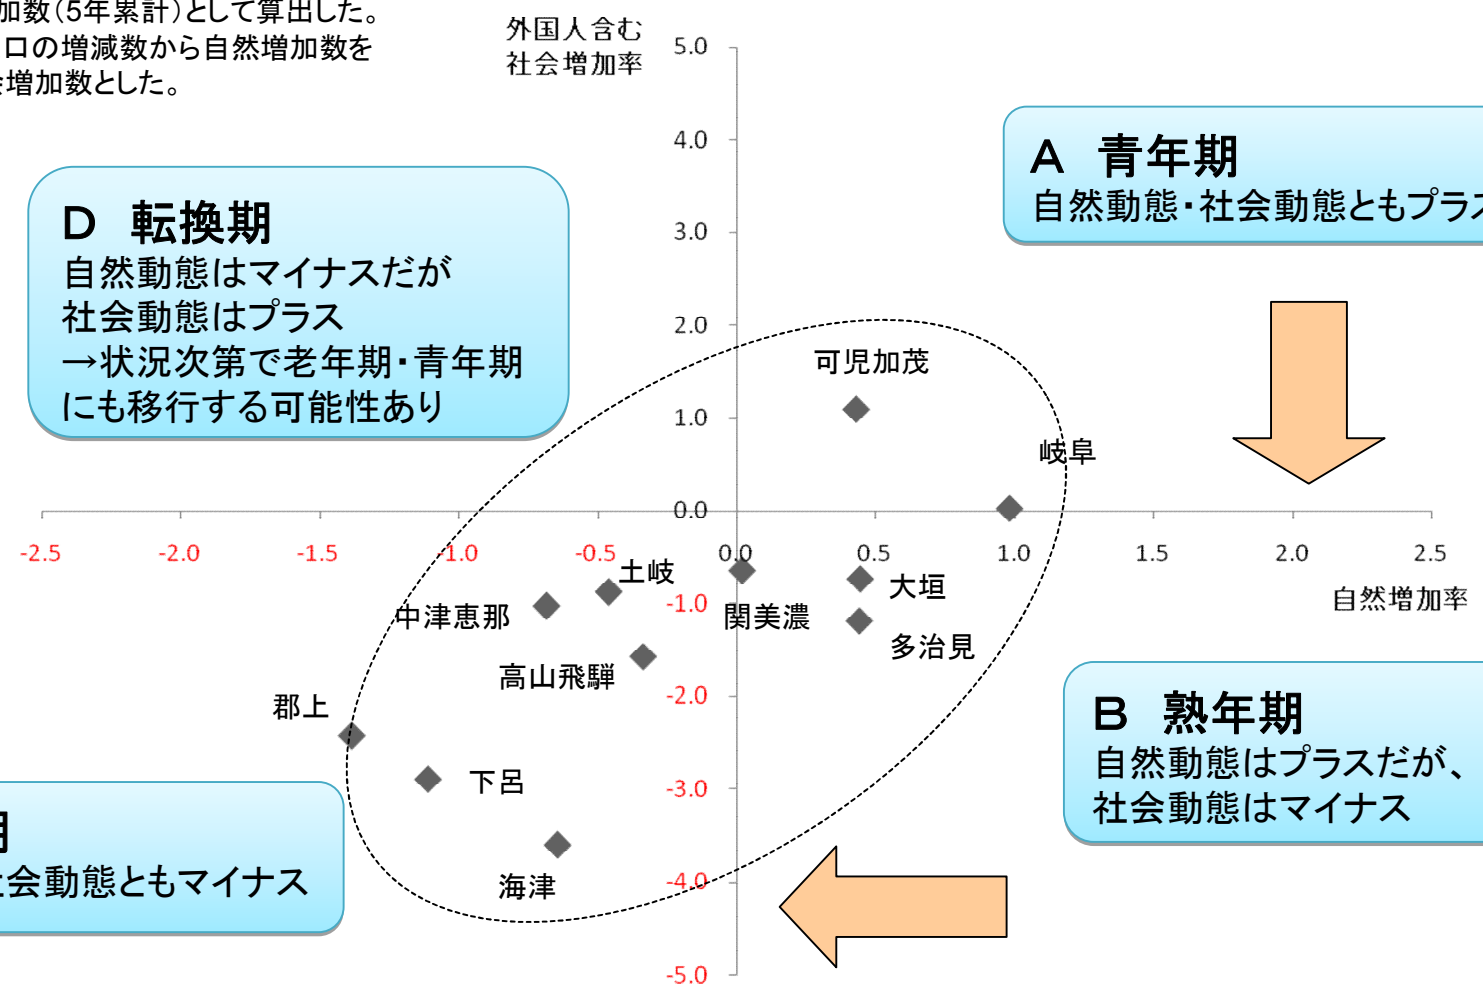 加数（5年累計）として算出した。
口の増減数から自然増加数を
会増加数とした。
外国人含む
社会増加率
5.0
4.0
3.0
2.0
1.0
0.0
-1.0
-2.0
-3.0
-4.0
-5.0
-2.5
-2.0
-1.5
-1.0
-0.5
0.0
0.5
1.0
1.5
2.0
2.5
自然増加率
A 青年期
自然動態・社会動態ともプラス
D 転換期
自然動態はマイナスだが
社会動態はプラス
→状況次第で老年期・青年期
にも移行する可能性あり
可児加茂
岐阜
土岐
大垣
中津恵那
関美濃
多治見
高山飛騨
郡上
下呂
海津
B 熟年期
自然動態はプラスだが、
社会動態はマイナス
期
社会動態ともマイナス